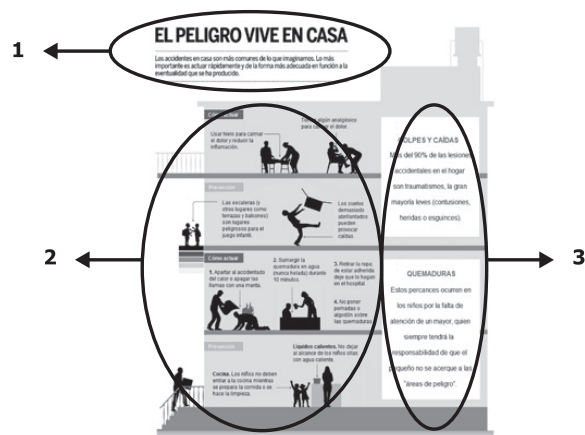 EL PELIGRO VIVE EN CASA
Los accidentes en casa son más comunes de lo que imaginamos. Lo más
importante es actuar rápidamente y de la forma más adecuada en función a la
eventualidad que se ha producido.
1
2
3
Cómo actuar
Usar hielo para calmar
el dolor y reducir la
inflamación.
algún analgésico
para calmar el dolor.
Prevención
Las escaleras (y
otros lugares como
terrazas y balcones)
son lugares
peligrosos para el
juego infantil.
Los suelos
demasiado
abrillantados
pueden
provocar
caídas.
Cómo actuar
1. Apartar al accidentado
del calor o apagar las
llamas con una manta.
2. Sumergir la
quemadura en agua
(nunca helada) durante
10 minutos.
3. Retirar la ropa,
de estar adherida
deje que lo hagan
en el hospital.
4. No poner
pomadas o
algodón sobre
las quemaduras.
Prevención
Cocina. Los niños no deben
entrar a la cocina mientras
se prepara la comida o se
hace la limpieza.
Líquidos calientes. No dejar
al alcance de los niños ollas
con agua caliente.
GOLPES Y CAÍDAS
Más del 90% de las lesiones
accidentales en el hogar
son traumatismos, la gran
mayoría leves (contusiones,
heridas o esguinces).
QUEMADURAS
Estos percances ocurren en
los niños por la falta de
atención de un mayor, quien
siempre tendrá la
responsabilidad de que el
pequeño no se acerque a las
"áreas de peligro".